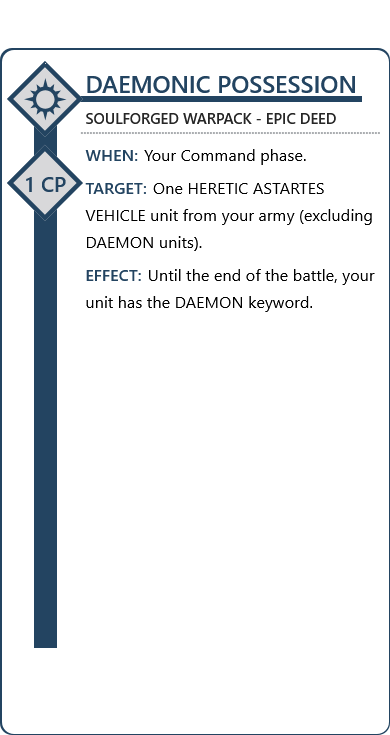 DAEMONIC POSSESSION
SOULFORGED WARPACK - EPIC DEED
1 CP
WHEN: Your Command phase.
TARGET: One HERETIC ASTARTES
VEHICLE unit from your army (excluding
DAEMON units).
EFFECT: Until the end of the battle, your
unit has the DAEMON keyword.